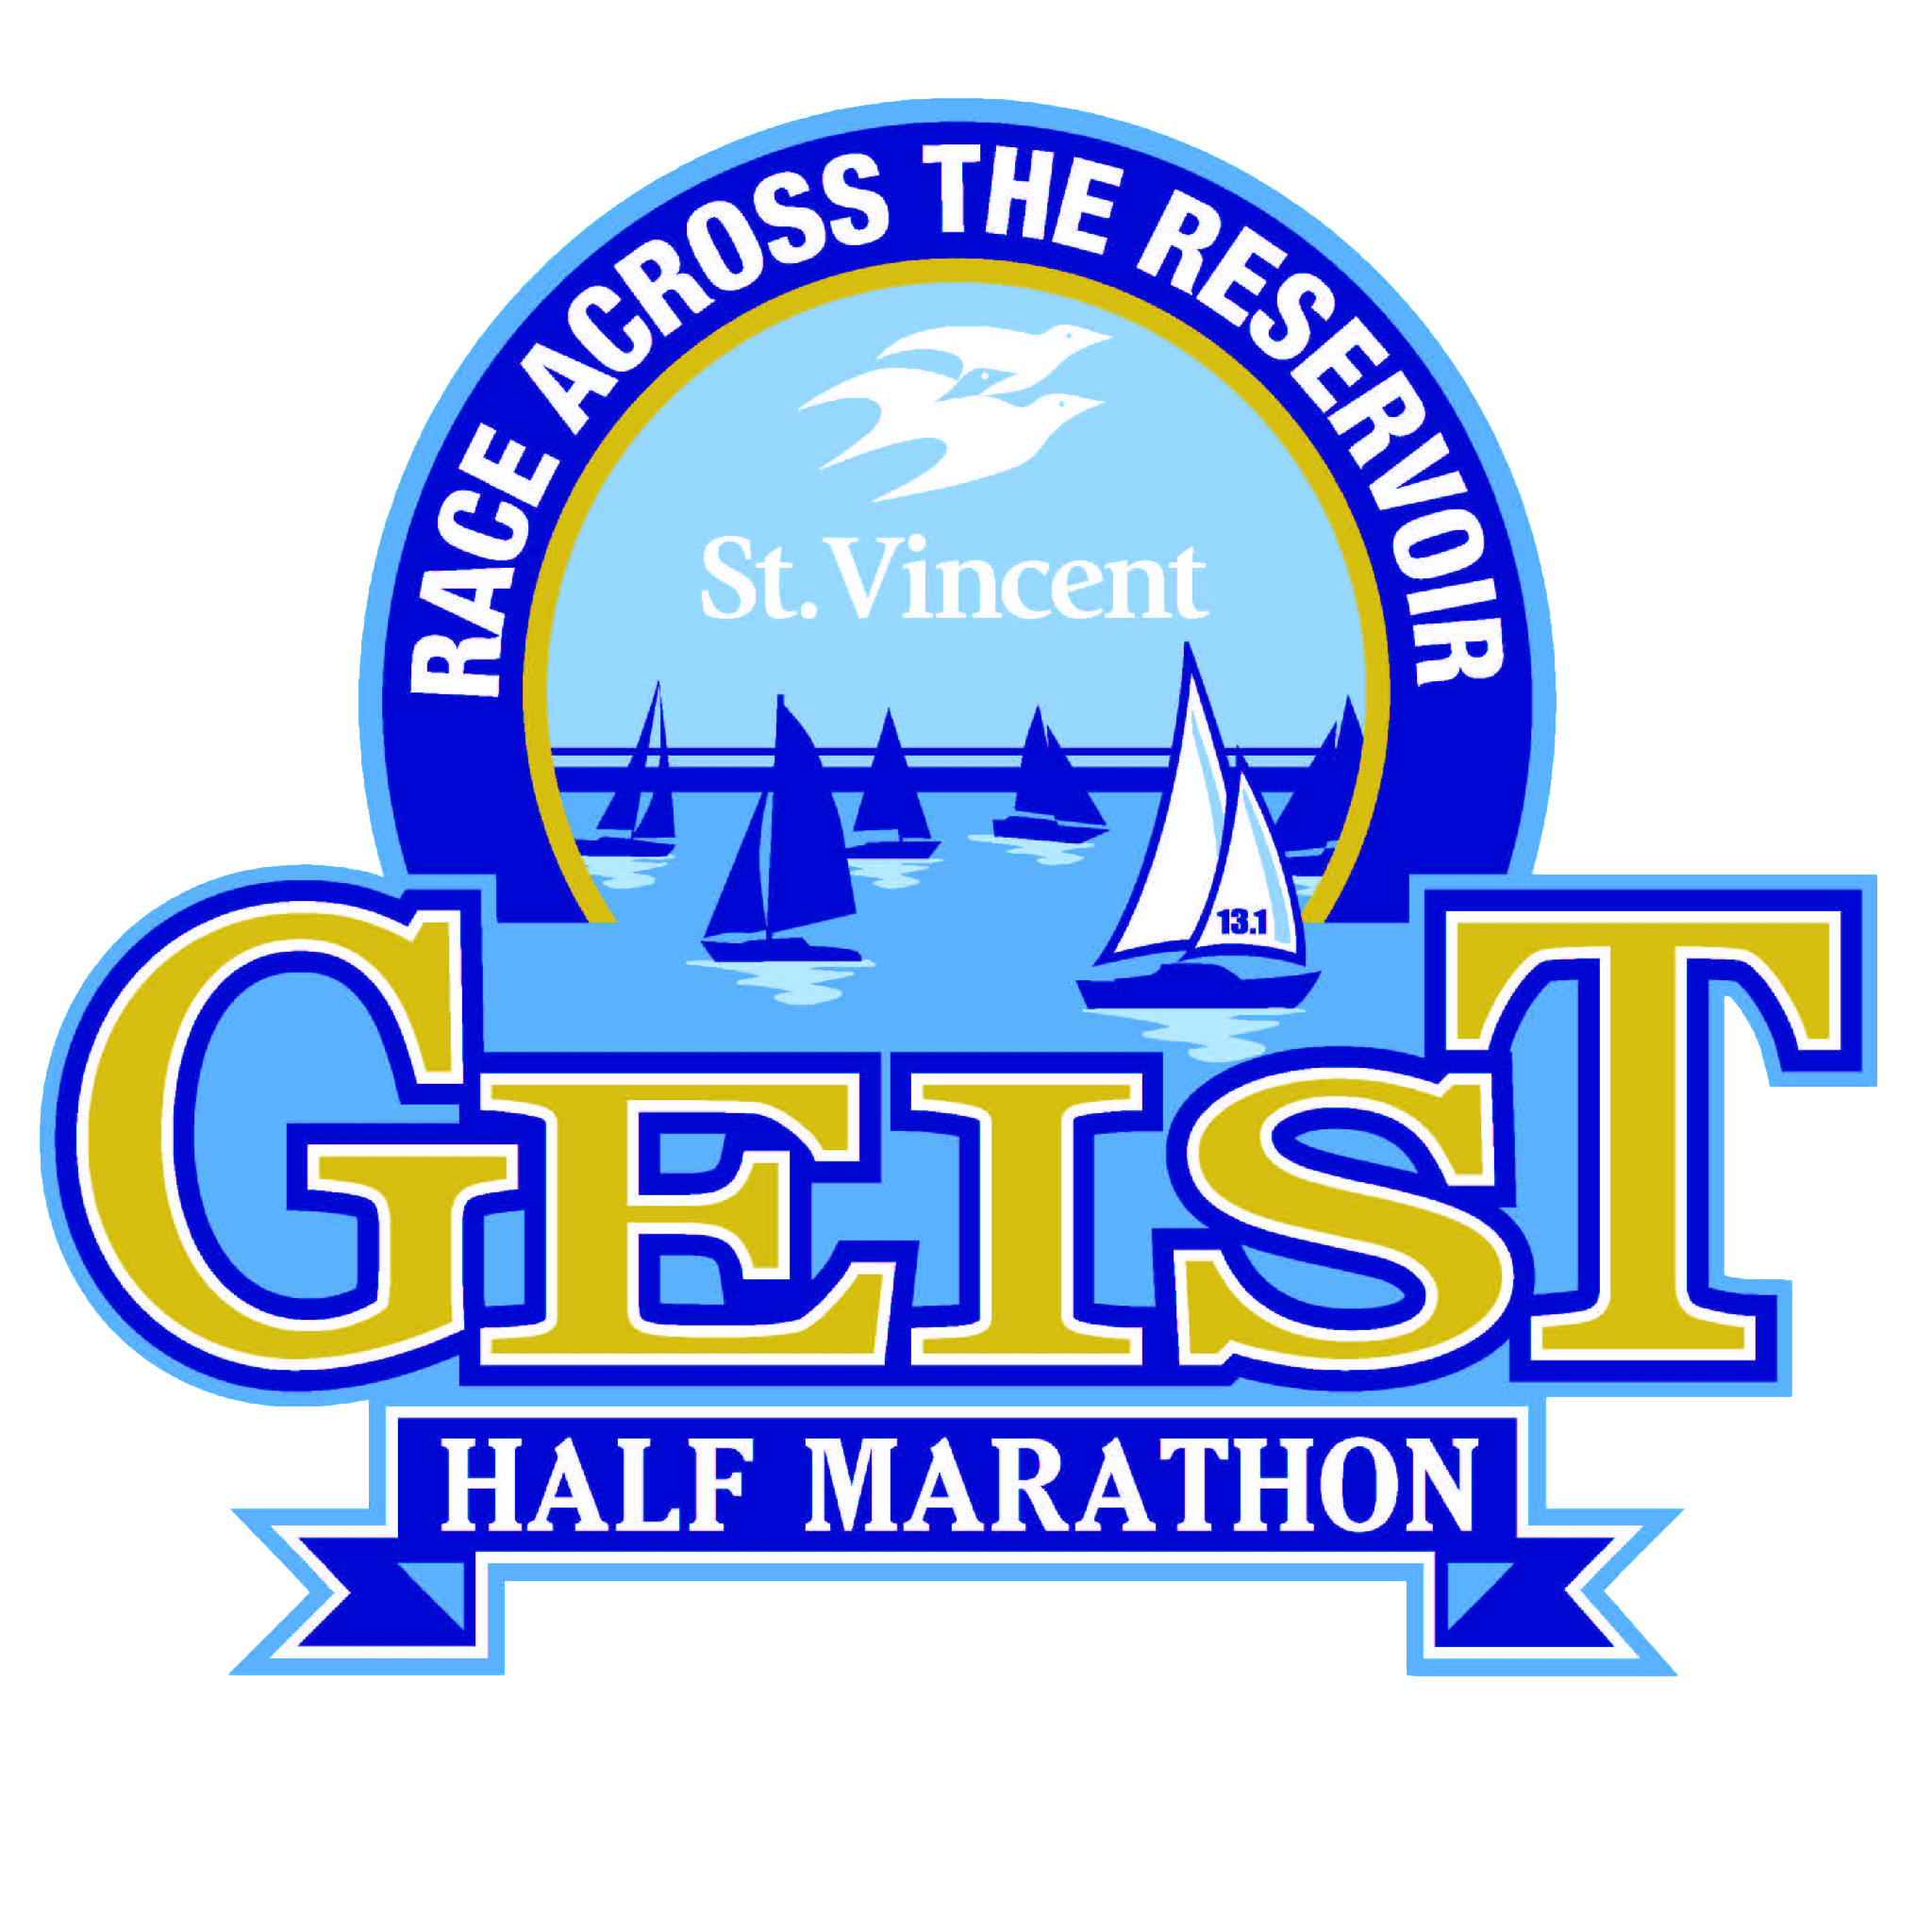 RACE ACROSS THE RESERVOIR
St. Vincent
13.1
GEIST
HALF MARATHON